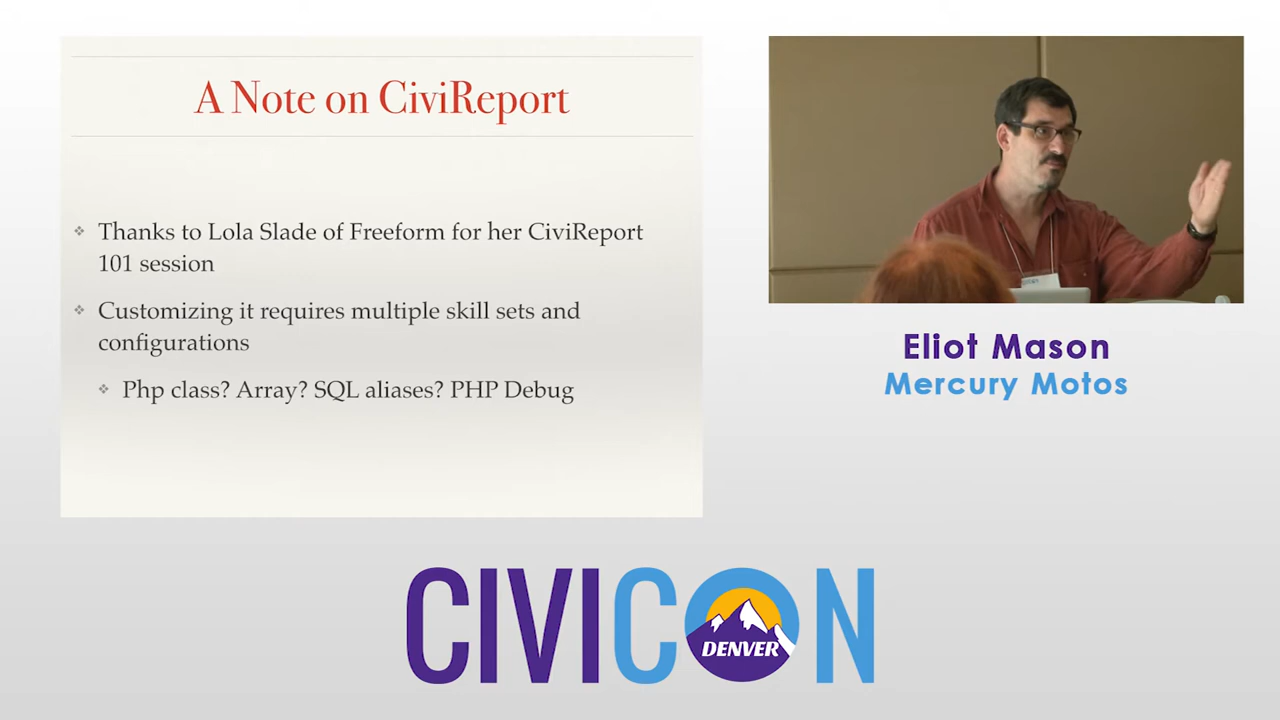 A Note on CiviReport
Thanks to Lola Slade of Freeform for her CiviReport
101 session
Customizing it requires multiple skill sets and
configurations
Php class? Array? SQL aliases? PHP Debug
Eliot Mason
Mercury Motos
CIVICON
DENVER